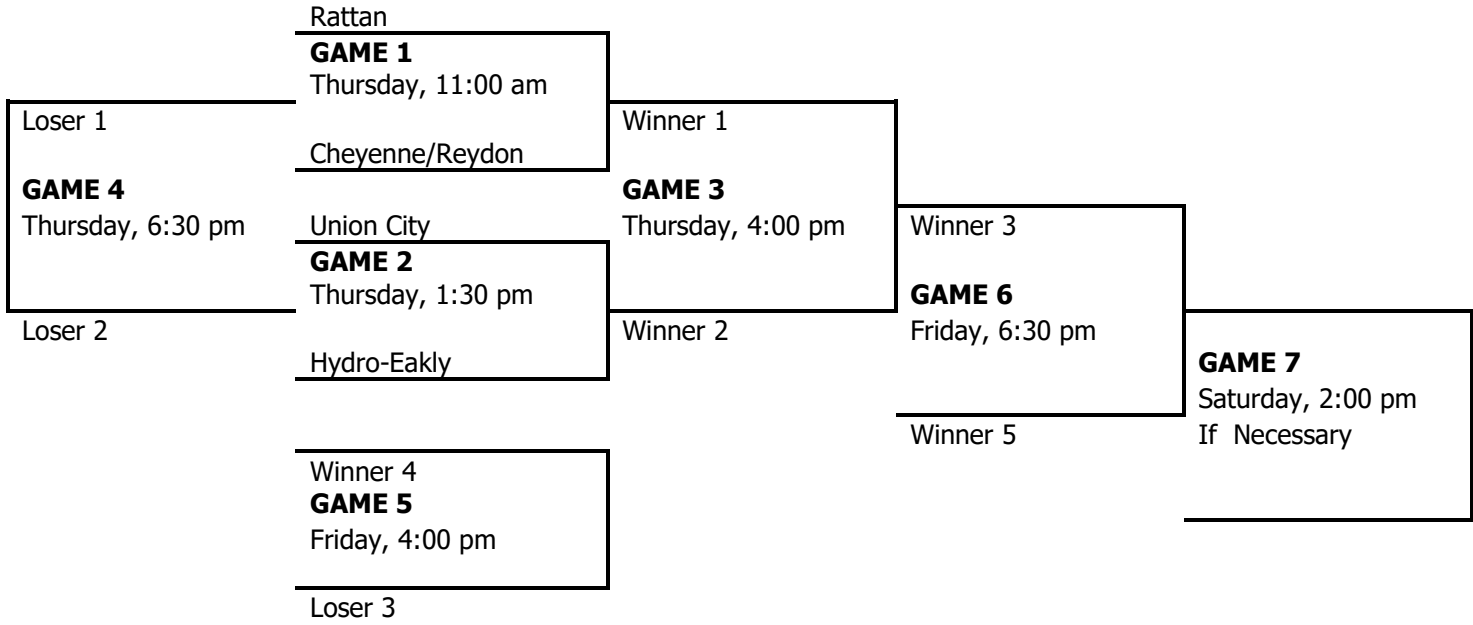 Rattan
GAME 1
Thursday, 11:00 am
Loser 1
Winner 1
Cheyenne/Reydon
GAME 4
GAME 3
Thursday, 6:30 pm
Union City
Thursday, 4:00 pm
Winner 3
GAME 2
Thursday, 1:30 pm
GAME 6
Loser 2
Winner 2
Friday, 6:30 pm
Hydro-Eakly
GAME 7
Saturday, 2:00 pm
Winner 5
If Necessary
Winner 4
GAME 5
Friday, 4:00 pm
Loser 3